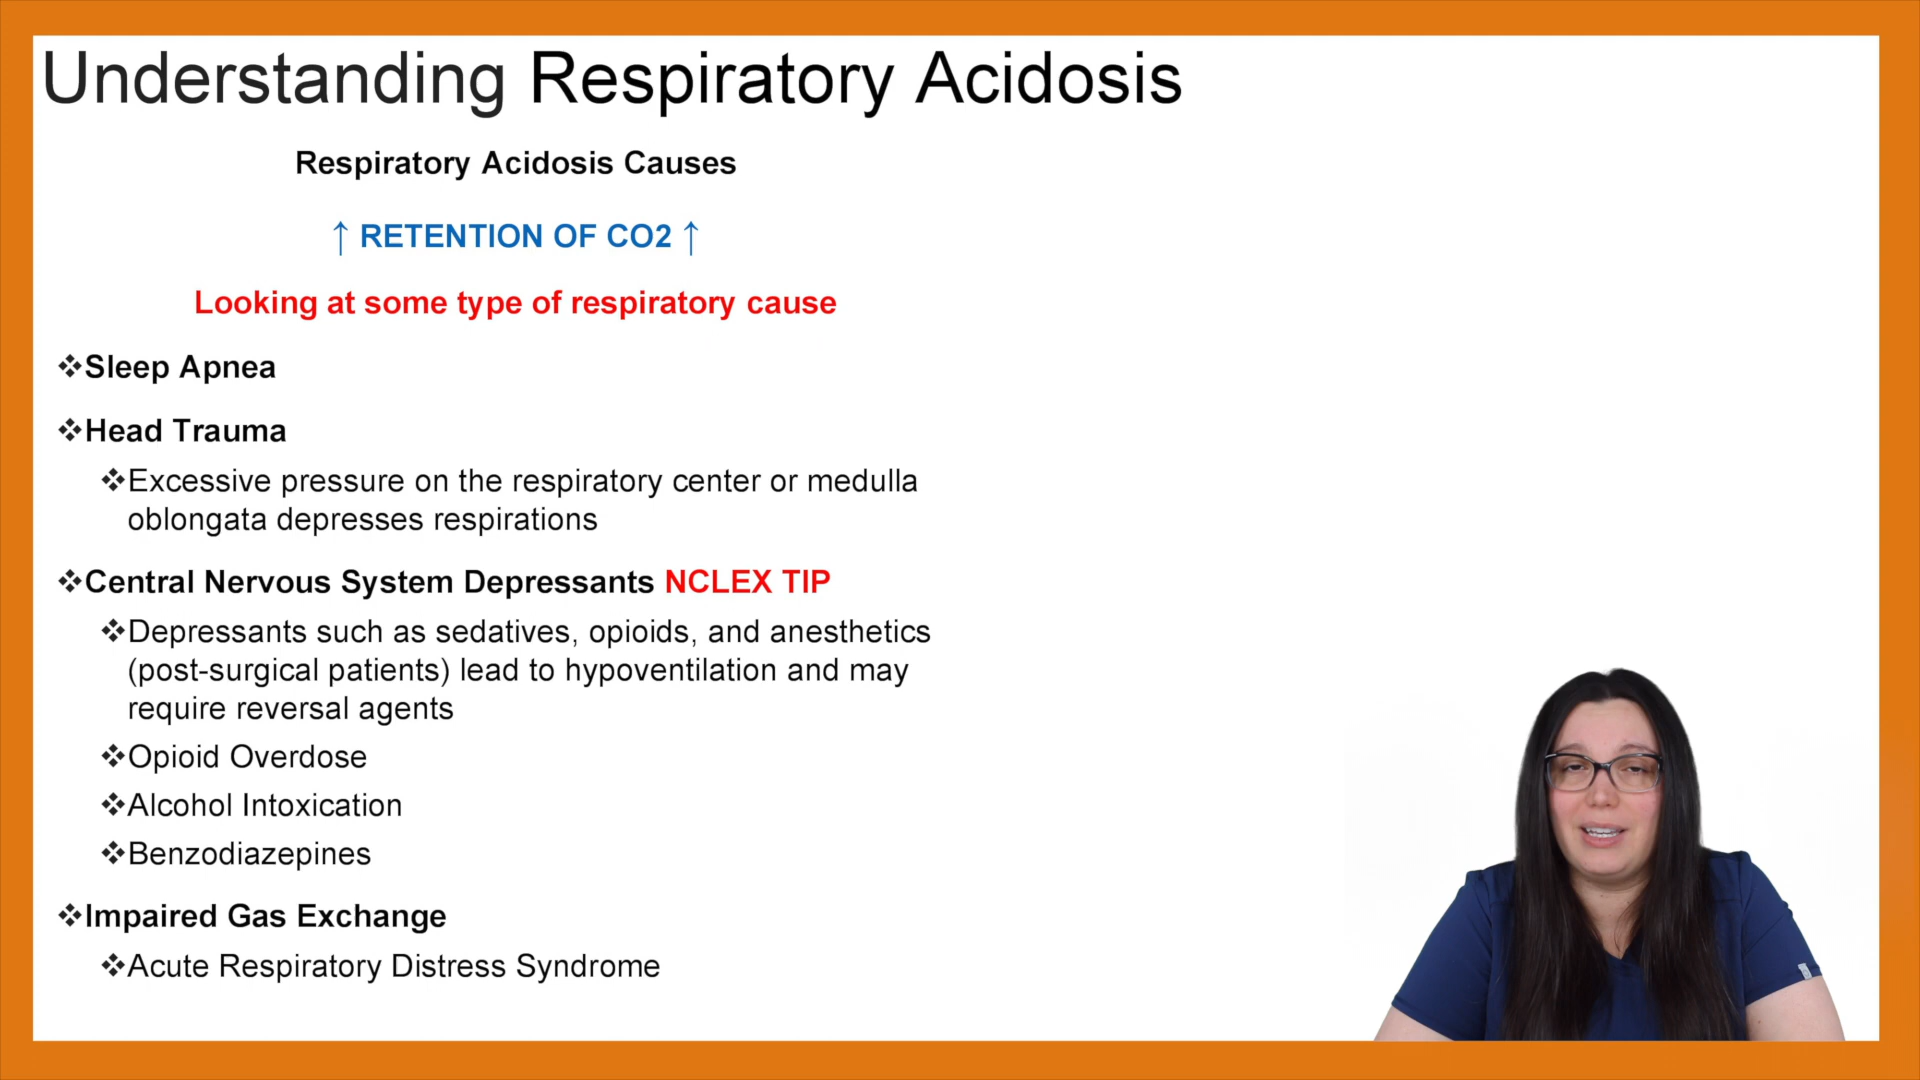 Understanding Respiratory Acidosis
Respiratory Acidosis Causes
↑ RETENTION OF CO2 ↑
Looking at some type of respiratory cause
❖Sleep Apnea
❖Head Trauma
❖Excessive pressure on the respiratory center or medulla
oblongata depresses respirations
❖Central Nervous System Depressants NCLEX TIP
❖Depressants such as sedatives, opioids, and anesthetics
(post-surgical patients) lead to hypoventilation and may
require reversal agents
❖Opioid Overdose
❖Alcohol Intoxication
❖Benzodiazepines
❖Impaired Gas Exchange
❖Acute Respiratory Distress Syndrome